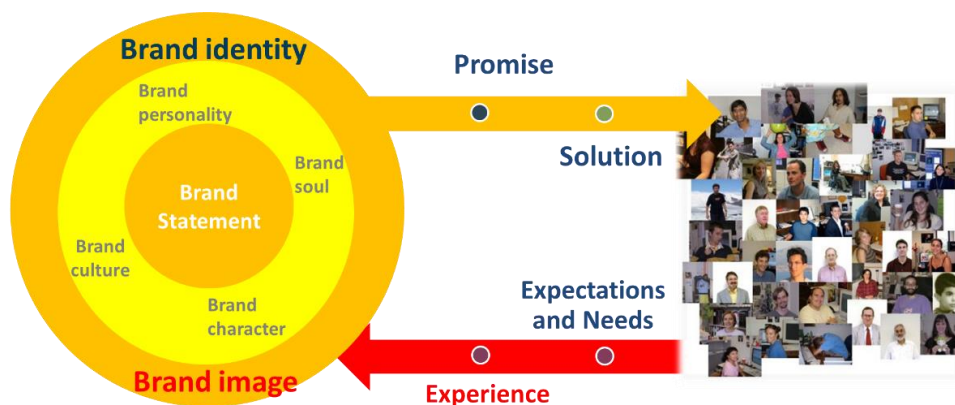 Brand identity
Brand
personality
Brand
soul
Brand
Statement
Brand
culture
Brand
character
Brand image
Promise
Solution
Expectations
and Needs
Experience